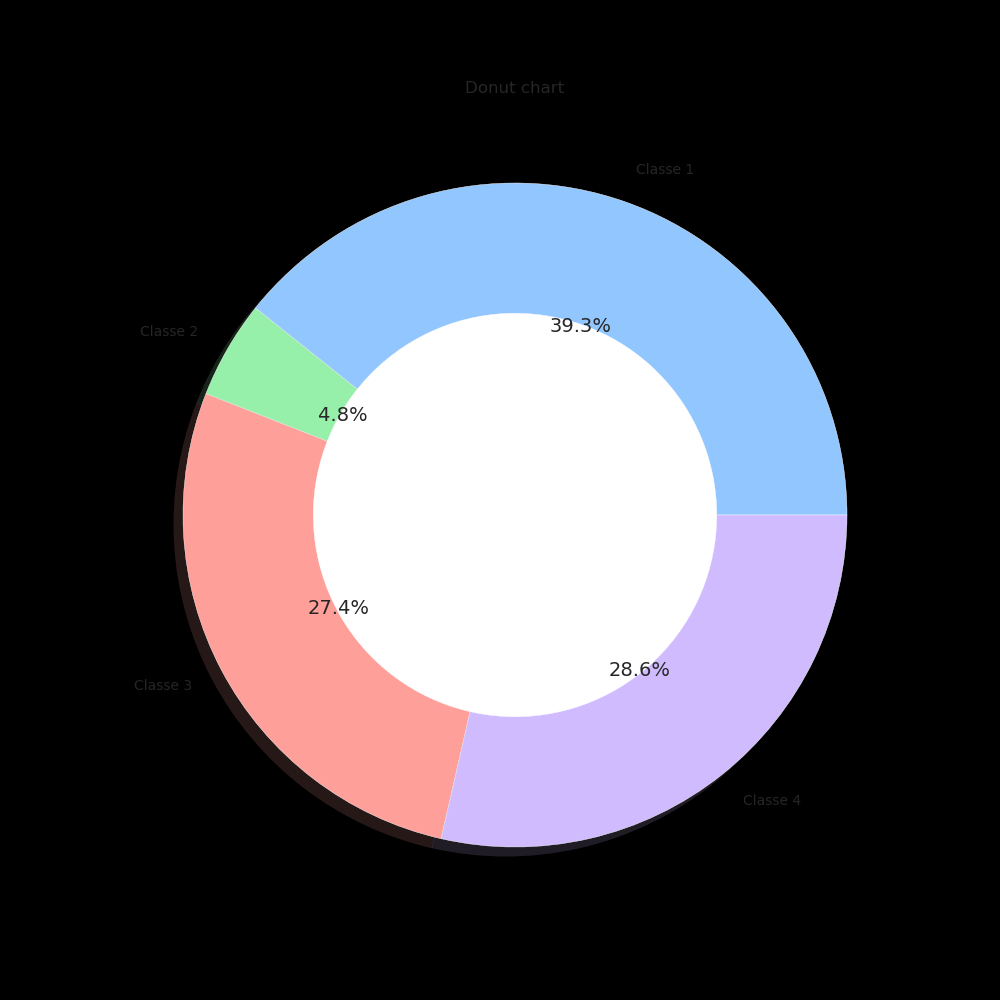 Donut chart
Classe 1
39.3%
Classe 2
4.8%
27.4%
28.6%
Classe 3
Classe 4